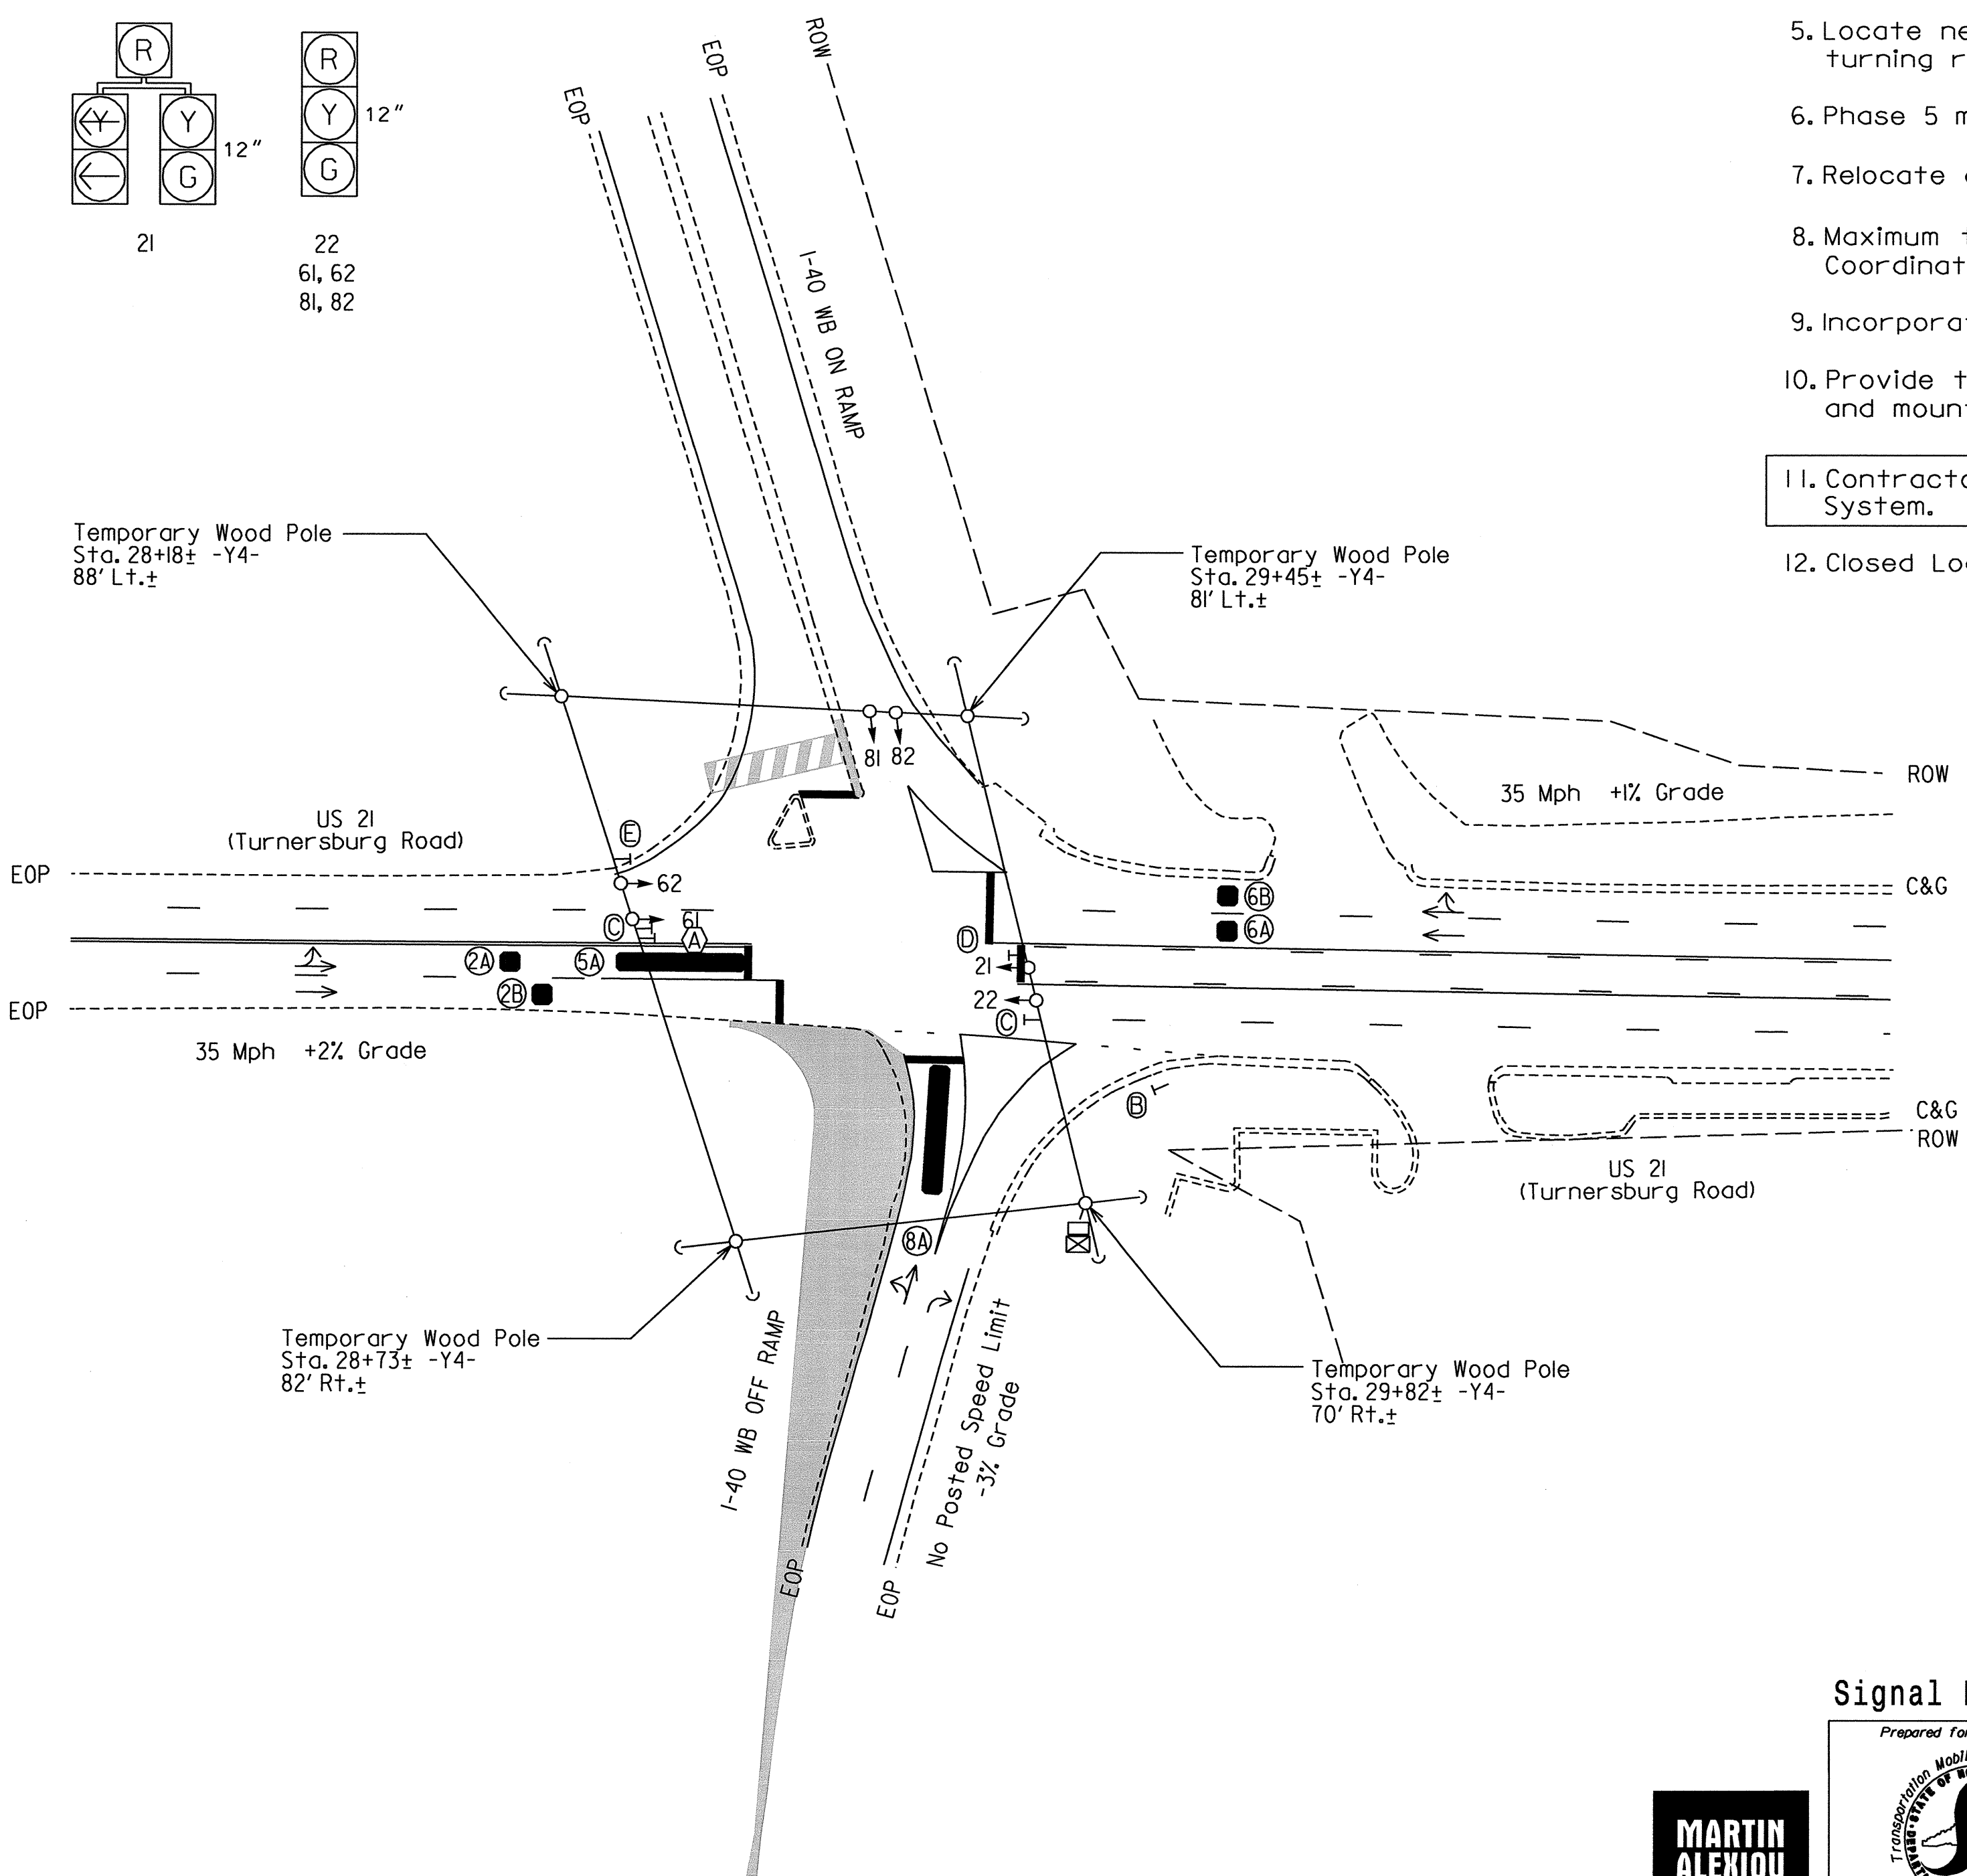 R
Y
Y
G
12"
21
R
Y
G
12"
22
61, 62
81, 82
EOP
EOP
ROW
I-40 WB ON RAMP
5. Locate
turning
6. Phase 5
7. Relocate
8. Maximum
9. 
10. Provide
and
11.
System.
12. Closed
Temporary Wood Pole
Sta. 28+18± -Y4-
88' Lt.±
Temporary Wood Pole
Sta. 29+45± -Y4-
81' Lt.±
81 82
ROW
35 Mph +1% Grade
US 21
(Turnersburg Road)
E
EOP
62
C&G
6B
C
61
A
6A
D
2A
5A
21
2B
22
EOP
C
35 Mph +2% Grade
B
C&G
ROW
US 21
(Turnersburg Road)
8A
Temporary Wood Pole
Sta. 28+73± -Y4-
82' Rt.±
Temporary Wood Pole
Sta. 29+82± -Y4-
70' Rt.±
I-40 WB OFF RAMP
No Posted Speed Limit
-3% Grade
EOP
EOP
Signal
Prepared for
Transportation
STATE OF
MARTIN
ALEXIOU